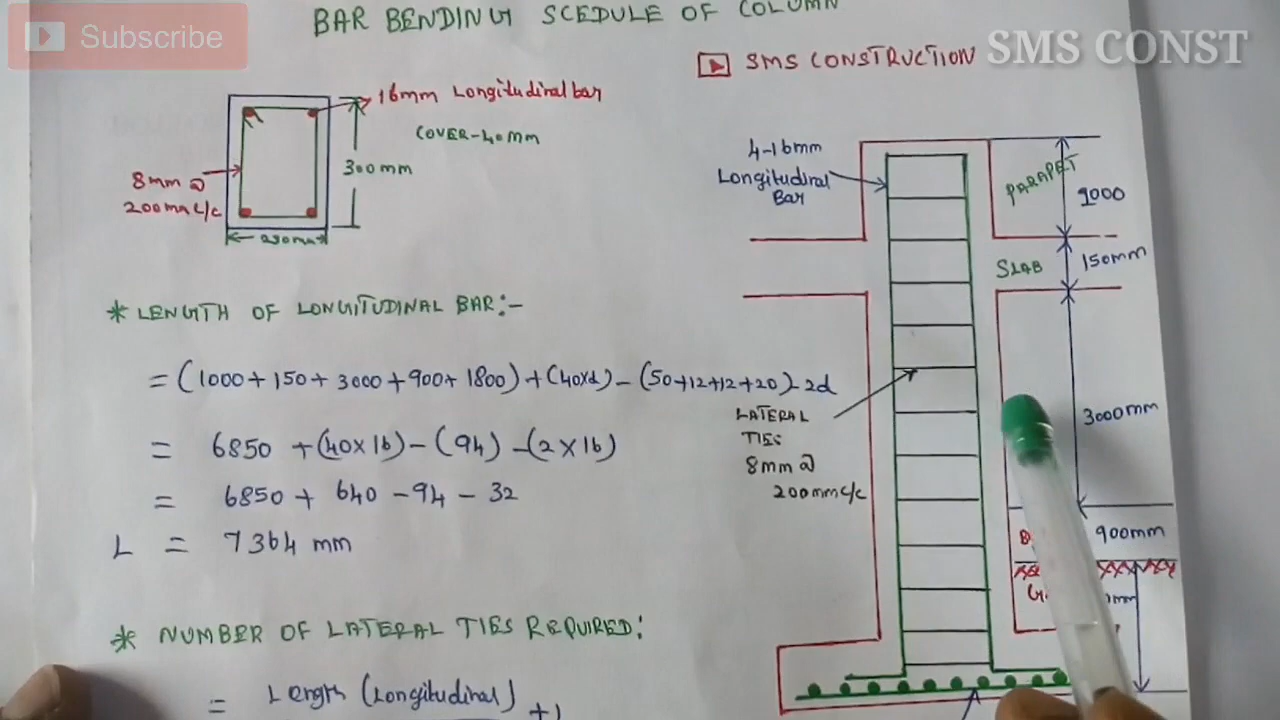 BAR BENDING SCEDULE OF COLUMN
Subscribe
SMS CONSTRUCTION
SMS CONST
16mm Longitudinal bar
COVER-40mm
300mm
8mm @
200mm c/c
230mm
4-16mm
Longitudinal
Bar
PARAPET
1000
SLAB
150mm
* LENGTH OF LONGITUDINAL BAR:-
= (1000+150+3000+900+1800)+(40xd)-(50+12+12+20)-2d
= 6850 +(40x16)-(94)-(2x16)
= 6850+ 640 -94 - 32
L = 7364 mm
LATERAL
TIES
8mm @
200mm c/c
3000mm
900mm
* NUMBER OF LATERAL TIES REQUIRED:
= Length (Longitudinal) +1